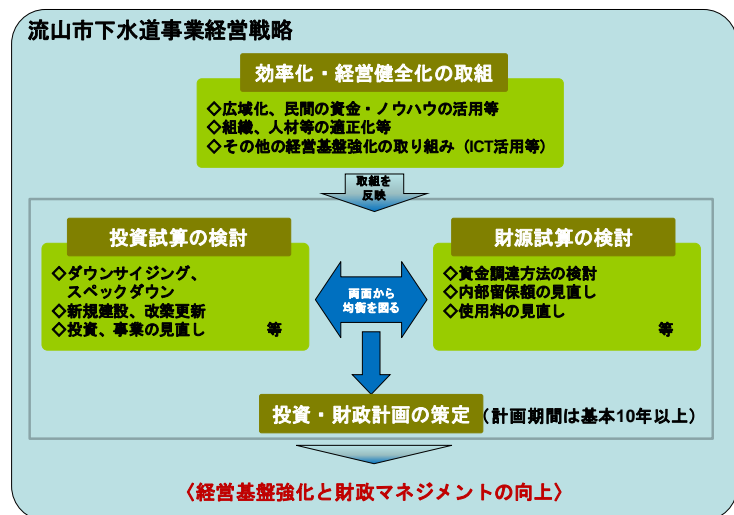 流山市下水道事業経営戦略
効率化・経営健全化の取組
◇広域化、民間の資金・ノウハウの活用等
◇組織、人材等の適正化等
◇その他の経営基盤強化の取り組み（ICT活用等）
取組を
反映
投資試算の検討
◇ダウンサイジング、
スペックダウン
◇新規建設、改築更新
◇投資、事業の見直し 等
両面から
均衡を図る
財源試算の検討
◇資金調達方法の検討
◇内部留保額の見直し
◇使用料の見直し
等
投資・財政計画の策定（計画期間は基本10年以上）
〈経営基盤強化と財政マネジメントの向上〉